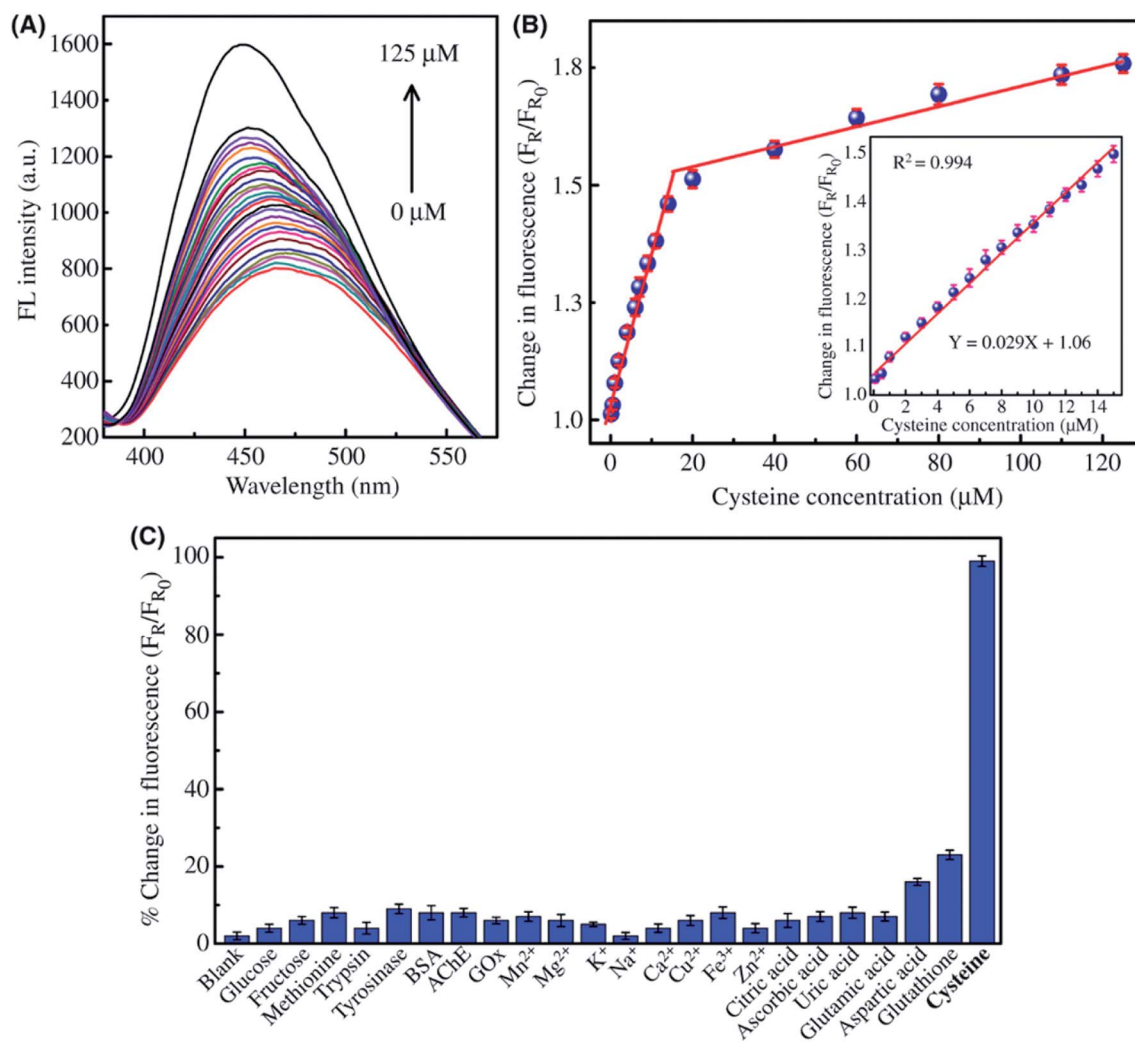 (A)
FL intensity (a.u.)
1600
1400
1200
1000
800
600
400
200
125 µM
0 µM
400 450 500 550
Wavelength (nm)
(B)
Change in fluorescence (F_R/F_R₀)
1.8
1.5
1.3
1.0
0 20 40 60 80 100 120
Cysteine concentration (µM)
Change in fluorescence (F_R/F_R₀)
1.5
1.4
1.3
1.2
1.1
1.0
R² = 0.994
Y = 0.029X + 1.06
0 2 4 6 8 10 12 14
Cysteine concentration (µM)
(C)
% Change in fluorescence (F_R/F_R₀)
100
80
60
40
20
0
Blank
Glucose
Fructose
Methionine
Trypsin
Tyrosinase
BSA
AChE
GOx
Mn²⁺
Mg²⁺
K⁺
Na⁺
Ca²⁺
Cu²⁺
Fe³⁺
Zn²⁺
Citric acid
Ascorbic acid
Uric acid
Glutamic acid
Aspartic acid
Glutathione
Cysteine